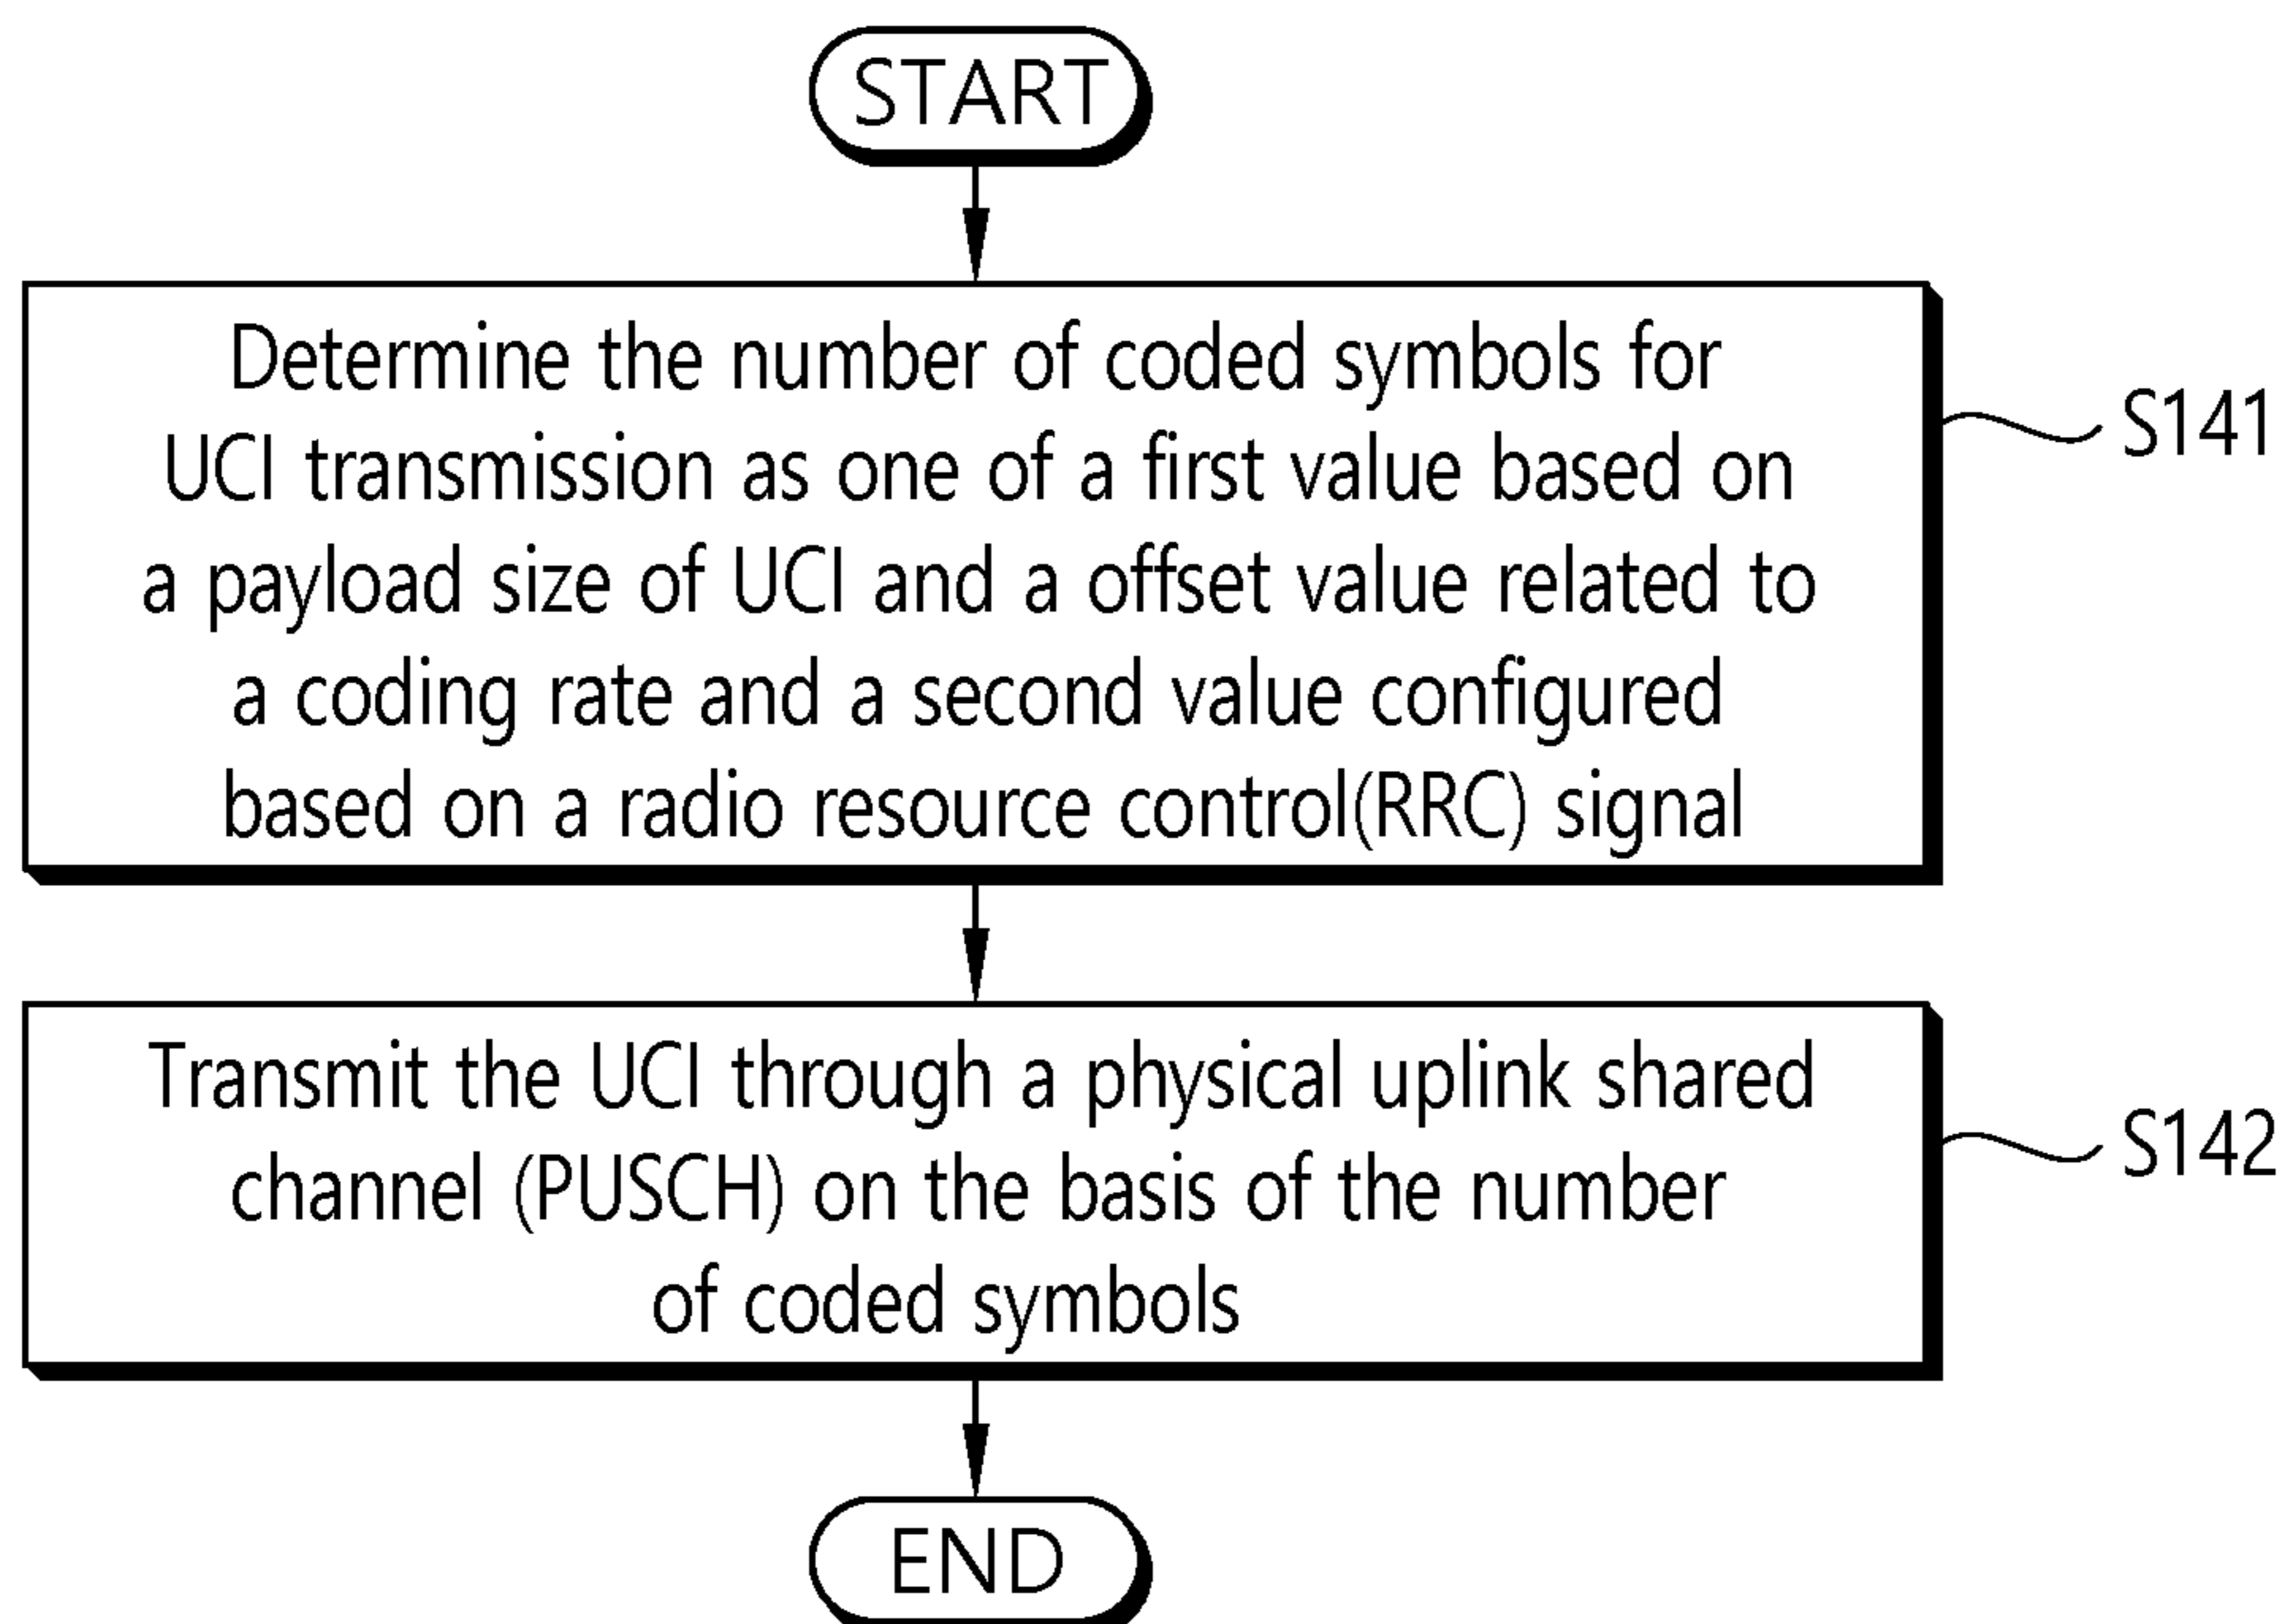 START
Determine the number of coded symbols for
UCI transmission as one of a first value based on
a payload size of UCI and a offset value related to
a coding rate and a second value configured
based on a radio resource control(RRC) signal
S141
Transmit the UCI through a physical uplink shared
channel (PUSCH) on the basis of the number
of coded symbols
S142
END